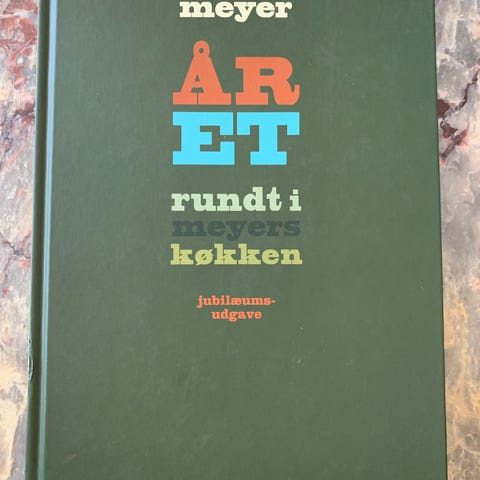 meyer
ÅR
ET
rundt i
meyers
køkken
jubilæums-
udgave